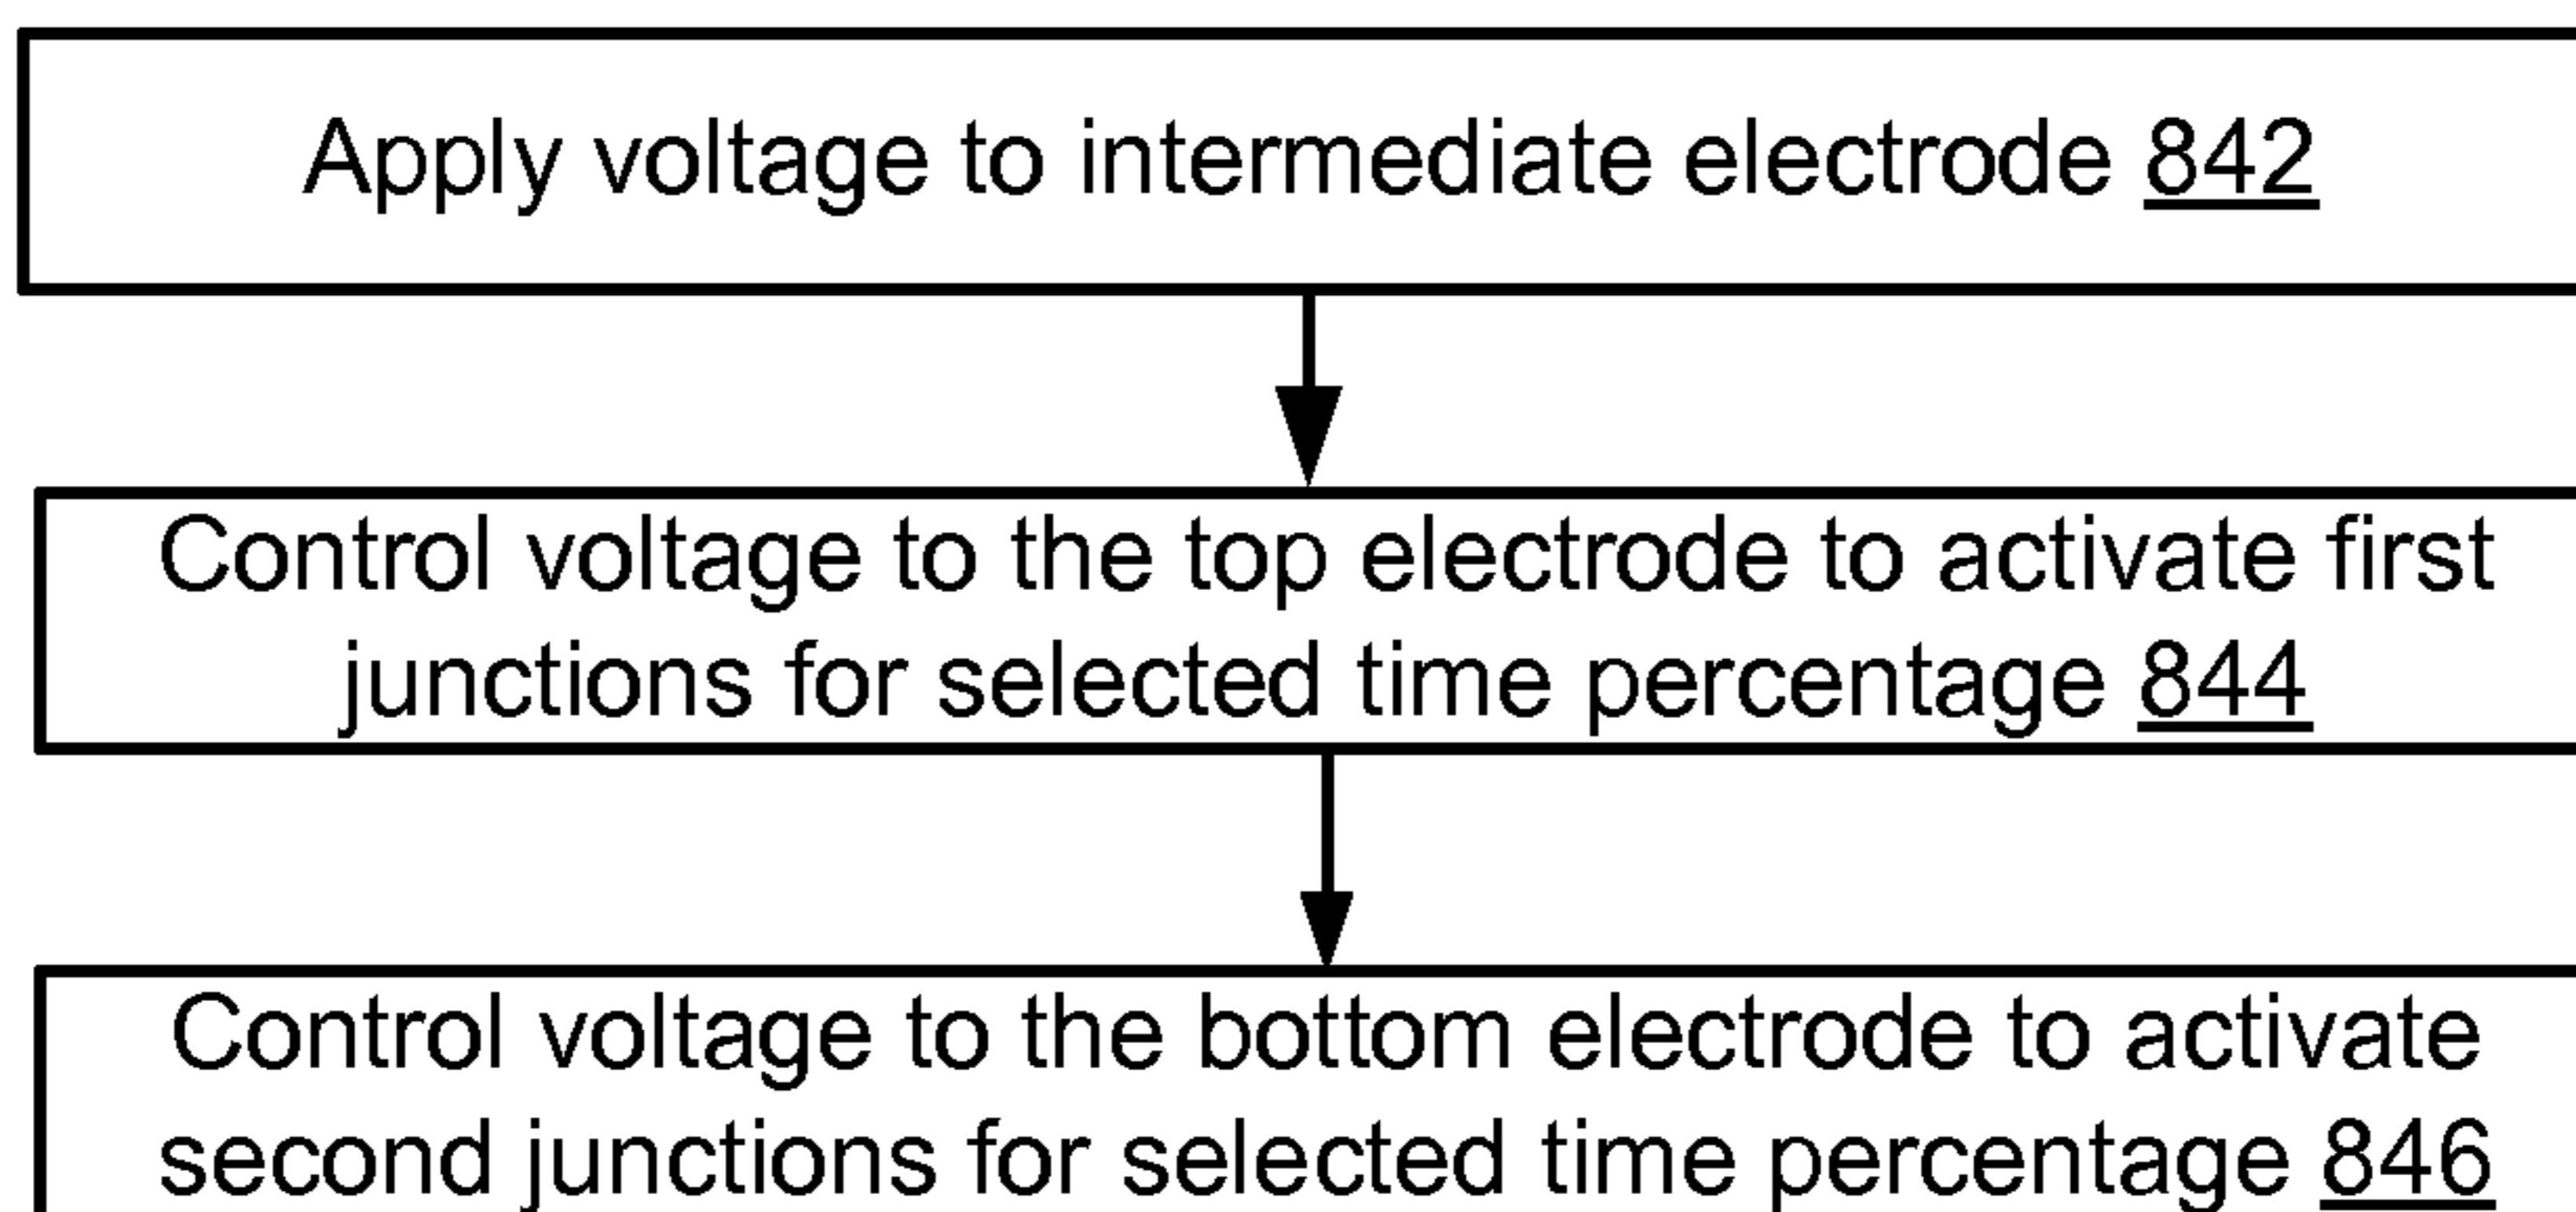 Apply voltage to intermediate electrode 842
Control voltage to the top electrode to activate first
junctions for selected time percentage 844
Control voltage to the bottom electrode to activate
second junctions for selected time percentage 846